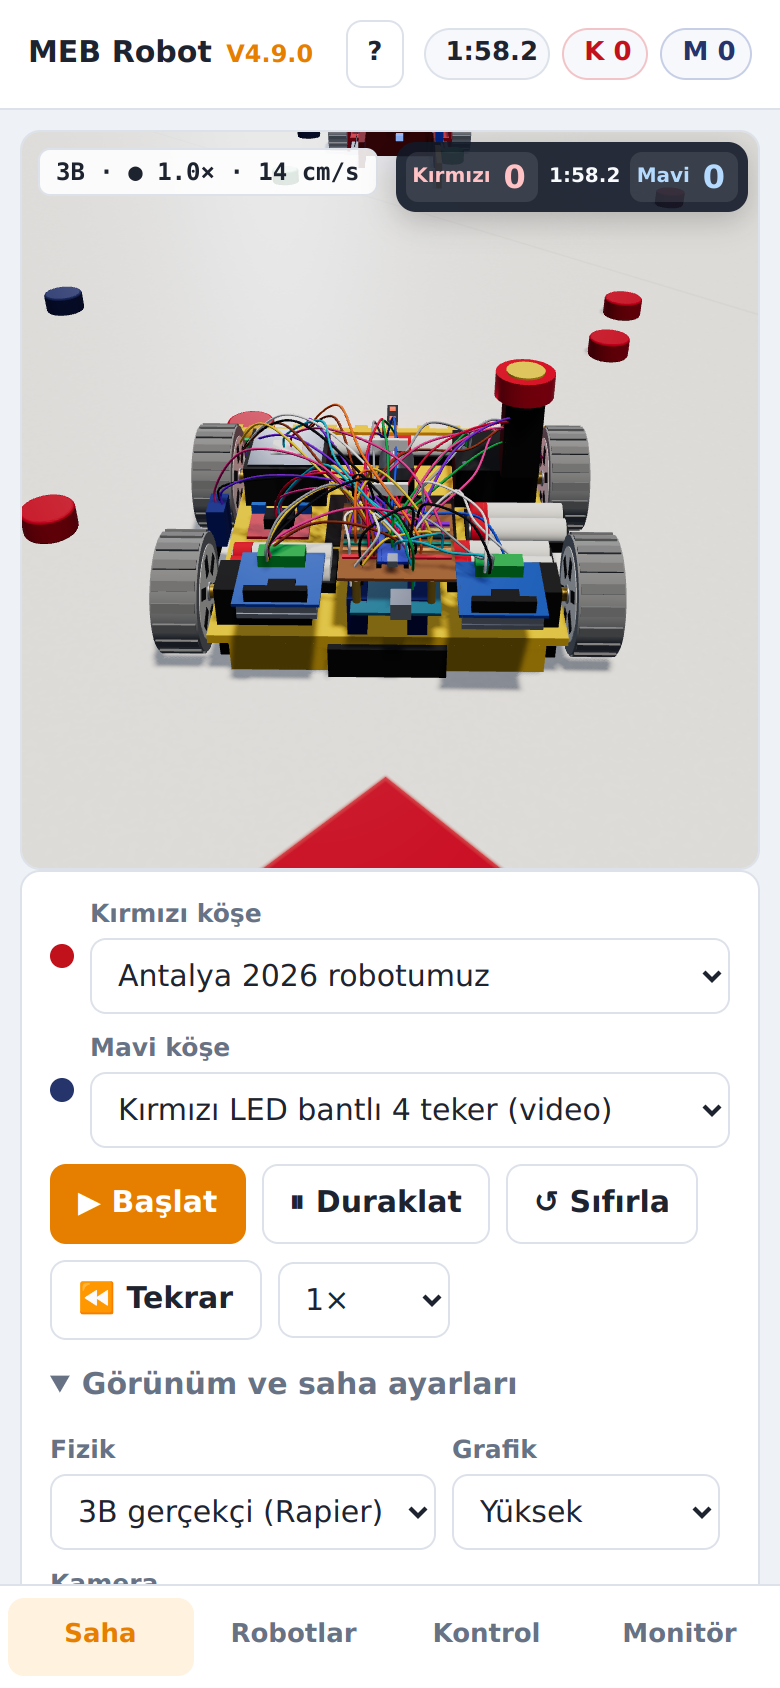 MEB Robot V4.9.0 ? 1:58.2 K 0 M 0
3B · ● 1.0× · 14 cm/s
Kırmızı 0 1:58.2 Mavi 0
Kırmızı köşe
Antalya 2026 robotumuz
Mavi köşe
Kırmızı LED bantlı 4 teker (video)
▶ Başlat ⏸ Duraklat ↺ Sıfırla
⏪ Tekrar 1×
▼ Görünüm ve saha ayarları
Fizik Grafik
3B gerçekçi (Rapier) Yüksek
Kamera
Saha Robotlar Kontrol Monitör